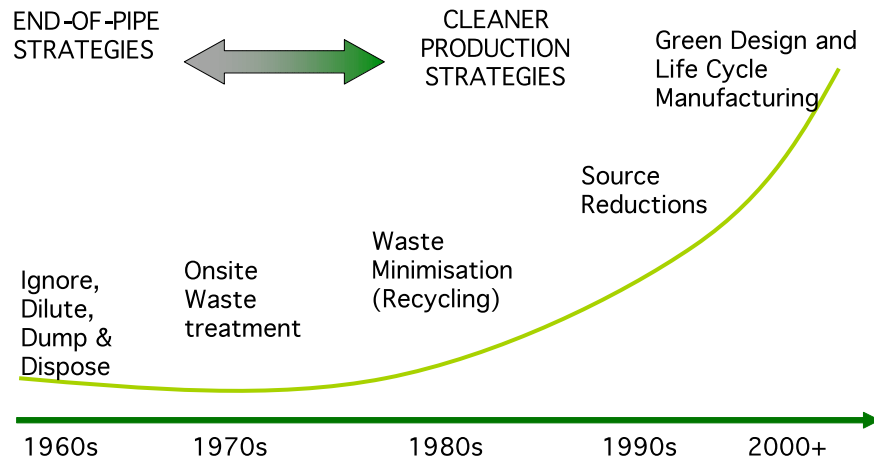 END-OF-PIPE
STRATEGIES
CLEANER
PRODUCTION
STRATEGIES
Green Design and
Life Cycle
Manufacturing
Source
Reductions
Waste
Minimisation
(Recycling)
Onsite
Waste
treatment
Ignore,
Dilute,
Dump &
Dispose
1960s
1970s
1980s
1990s
2000+